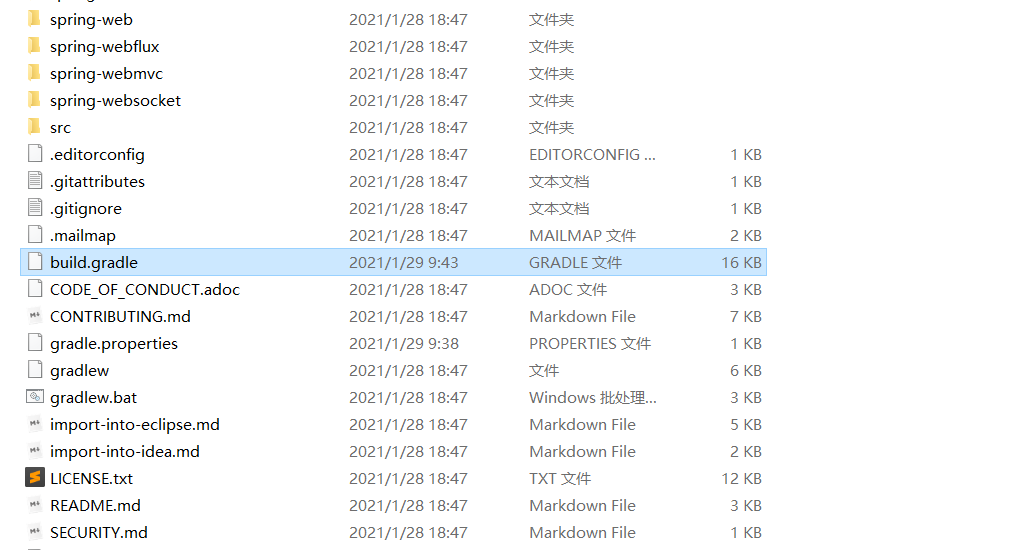 spring-web 2021/1/28 18:47 文件夹
spring-webflux 2021/1/28 18:47 文件夹
spring-webmvc 2021/1/28 18:47 文件夹
spring-websocket 2021/1/28 18:47 文件夹
src 2021/1/28 18:47 文件夹
.editorconfig 2021/1/28 18:47 EDITORCONFIG ... 1 KB
.gitattributes 2021/1/28 18:47 文本文档 1 KB
.gitignore 2021/1/28 18:47 文本文档 1 KB
.mailmap 2021/1/28 18:47 MAILMAP 文件 2 KB
build.gradle 2021/1/29 9:43 GRADLE 文件 16 KB
CODE_OF_CONDUCT.adoc 2021/1/28 18:47 ADOC 文件 3 KB
CONTRIBUTING.md 2021/1/28 18:47 Markdown File 7 KB
gradle.properties 2021/1/29 9:38 PROPERTIES 文件 1 KB
gradlew 2021/1/28 18:47 文件 6 KB
gradlew.bat 2021/1/28 18:47 Windows 批处理... 3 KB
import-into-eclipse.md 2021/1/28 18:47 Markdown File 5 KB
import-into-idea.md 2021/1/28 18:47 Markdown File 2 KB
LICENSE.txt 2021/1/28 18:47 TXT 文件 12 KB
README.md 2021/1/28 18:47 Markdown File 3 KB
SECURITY.md 2021/1/28 18:47 Markdown File 1 KB